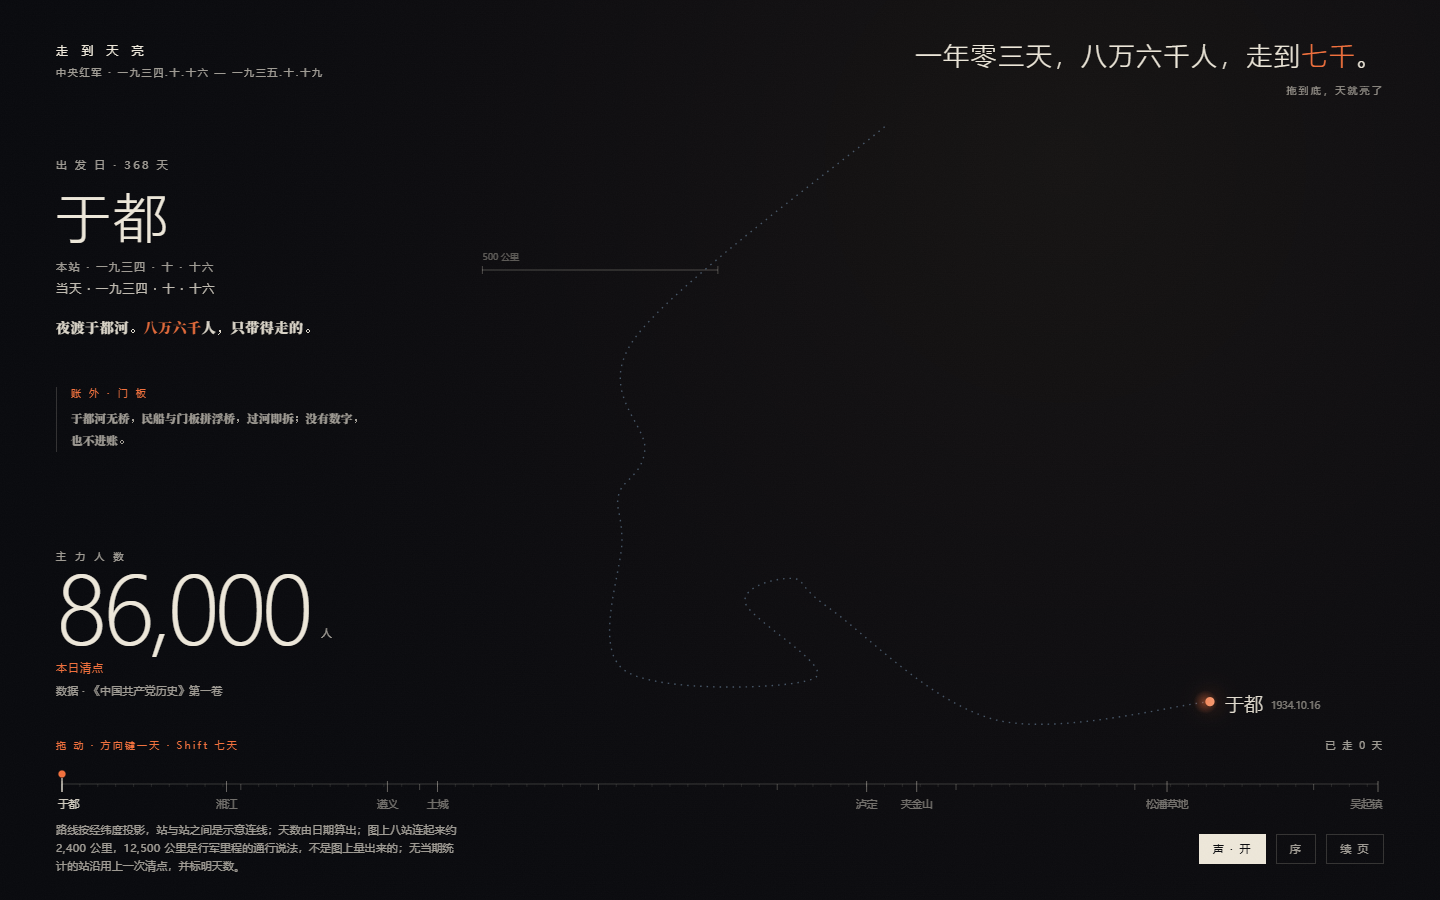 走到天亮
中央红军 · 一九三四.十.十六 — 一九三五.十.十九
一年零三天，八万六千人，走到七千。
拖到底，天就亮了
出发日 · 368 天
于都
本站 · 一九三四 · 十 · 十六
当天 · 一九三四 · 十 · 十六
夜渡于都河。八万六千人，只带得走的。
账外 · 门板
于都河无桥，民船与门板拼浮桥，过河即拆；没有数字，
也不进账。
500 公里
主力人数
86,000 人
本日清点
数据 · 《中国共产党历史》第一卷
于都 1934.10.16
拖动 · 方向键一天 · Shift 七天
已走 0 天
于都 湘江 遵义 土城 泸定 夹金山 松潘草地 吴起镇
路线按经纬度投影，站与站之间是示意连线；天数由日期算出；图上八站连起来约
2,400 公里，12,500 公里是行军里程的通行说法，不是图上量出来的；无当期统
计的站沿用上一次清点，并标明天数。
声 · 开 序 续页